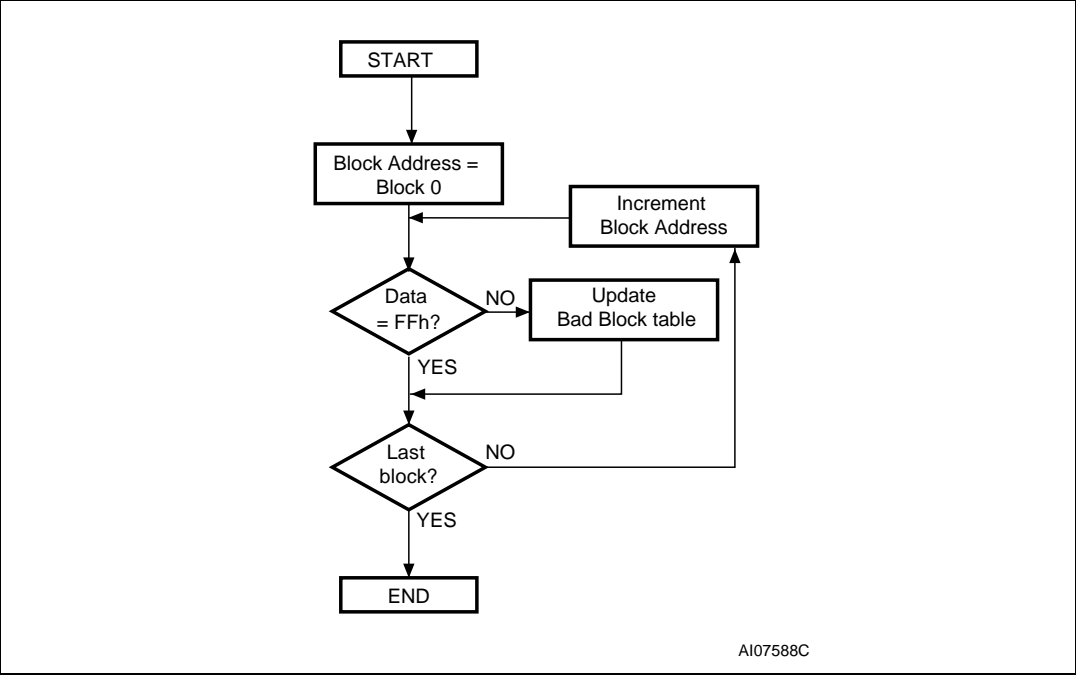 START
Block Address =
Block 0
Increment
Block Address
Data
= FFh?
NO
Update
Bad Block table
YES
Last
block?
NO
YES
END
AI07588C